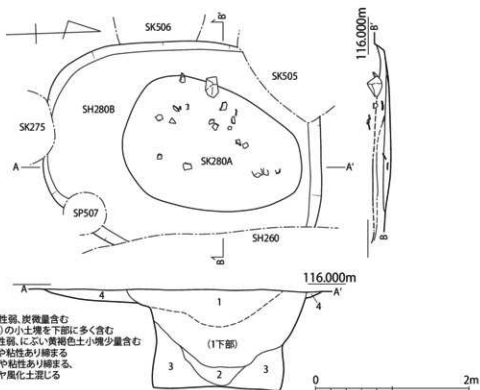 SK506
B'
116.000m
B'
SK505
SH280B
SK275
SK280A
A
A'
SP507
SH260
B
B
116.000m
A
A'
4
1
4
(1下部)
3
2
3
性弱、炭微量含む
)の小土塊を下部に多く含む
性弱、にぶい黄褐色土小塊少量含む
や粘性あり締まる
や粘性あり締まる、
ヤ風化土混じる
0
2m